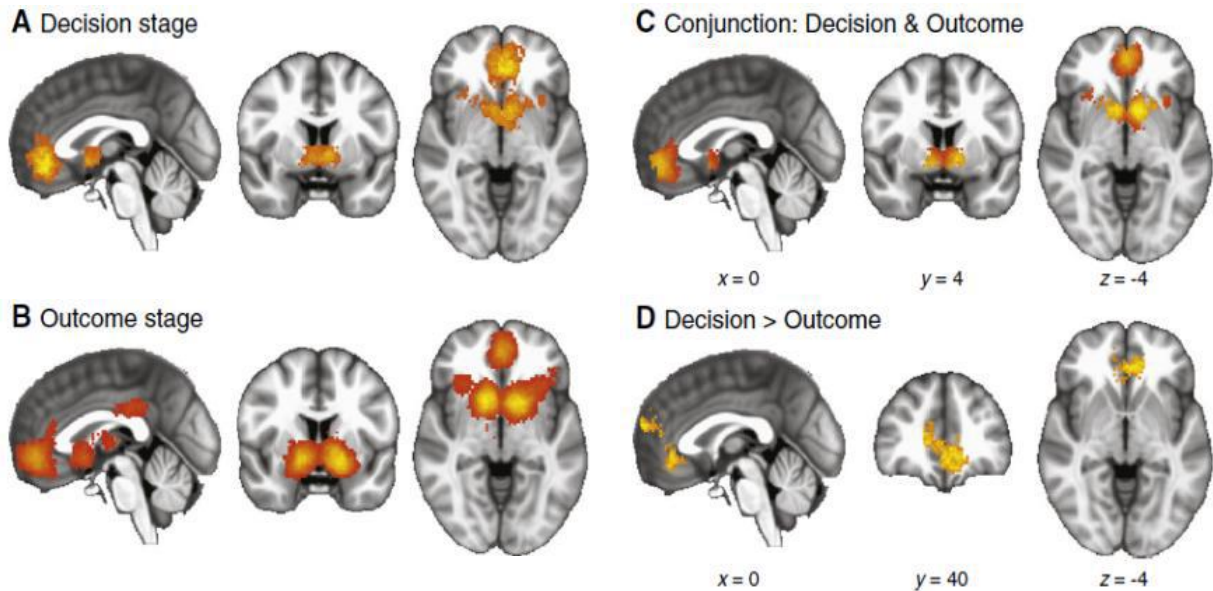 A Decision stage
C Conjunction: Decision & Outcome
x = 0
y = 4
z = -4
B Outcome stage
D Decision > Outcome
x = 0
y = 40
z = -4